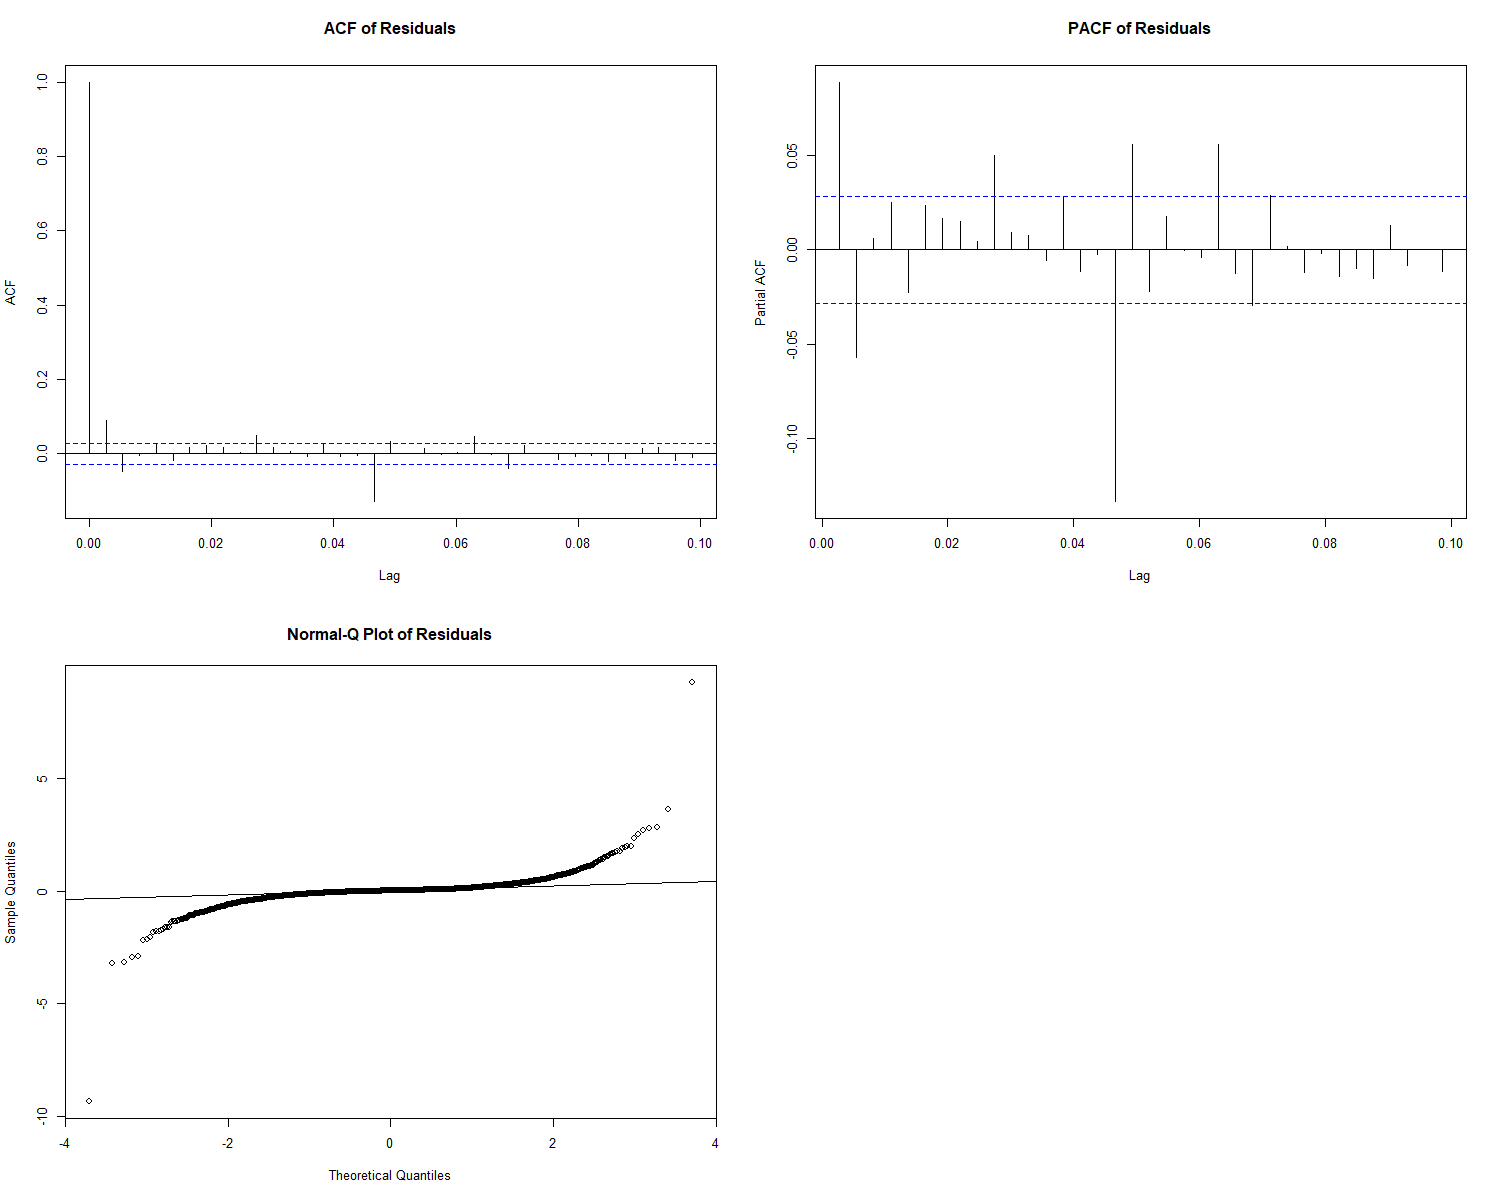 ACF of Residuals
ACF
0.0 0.2 0.4 0.6 0.8 1.0
0.00 0.02 0.04 0.06 0.08 0.10
Lag
PACF of Residuals
Partial ACF
-0.10 -0.05 0.00 0.05
0.00 0.02 0.04 0.06 0.08 0.10
Lag
Normal-Q Plot of Residuals
Sample Quantiles
-10 -5 0 5
-4 -2 0 2 4
Theoretical Quantiles